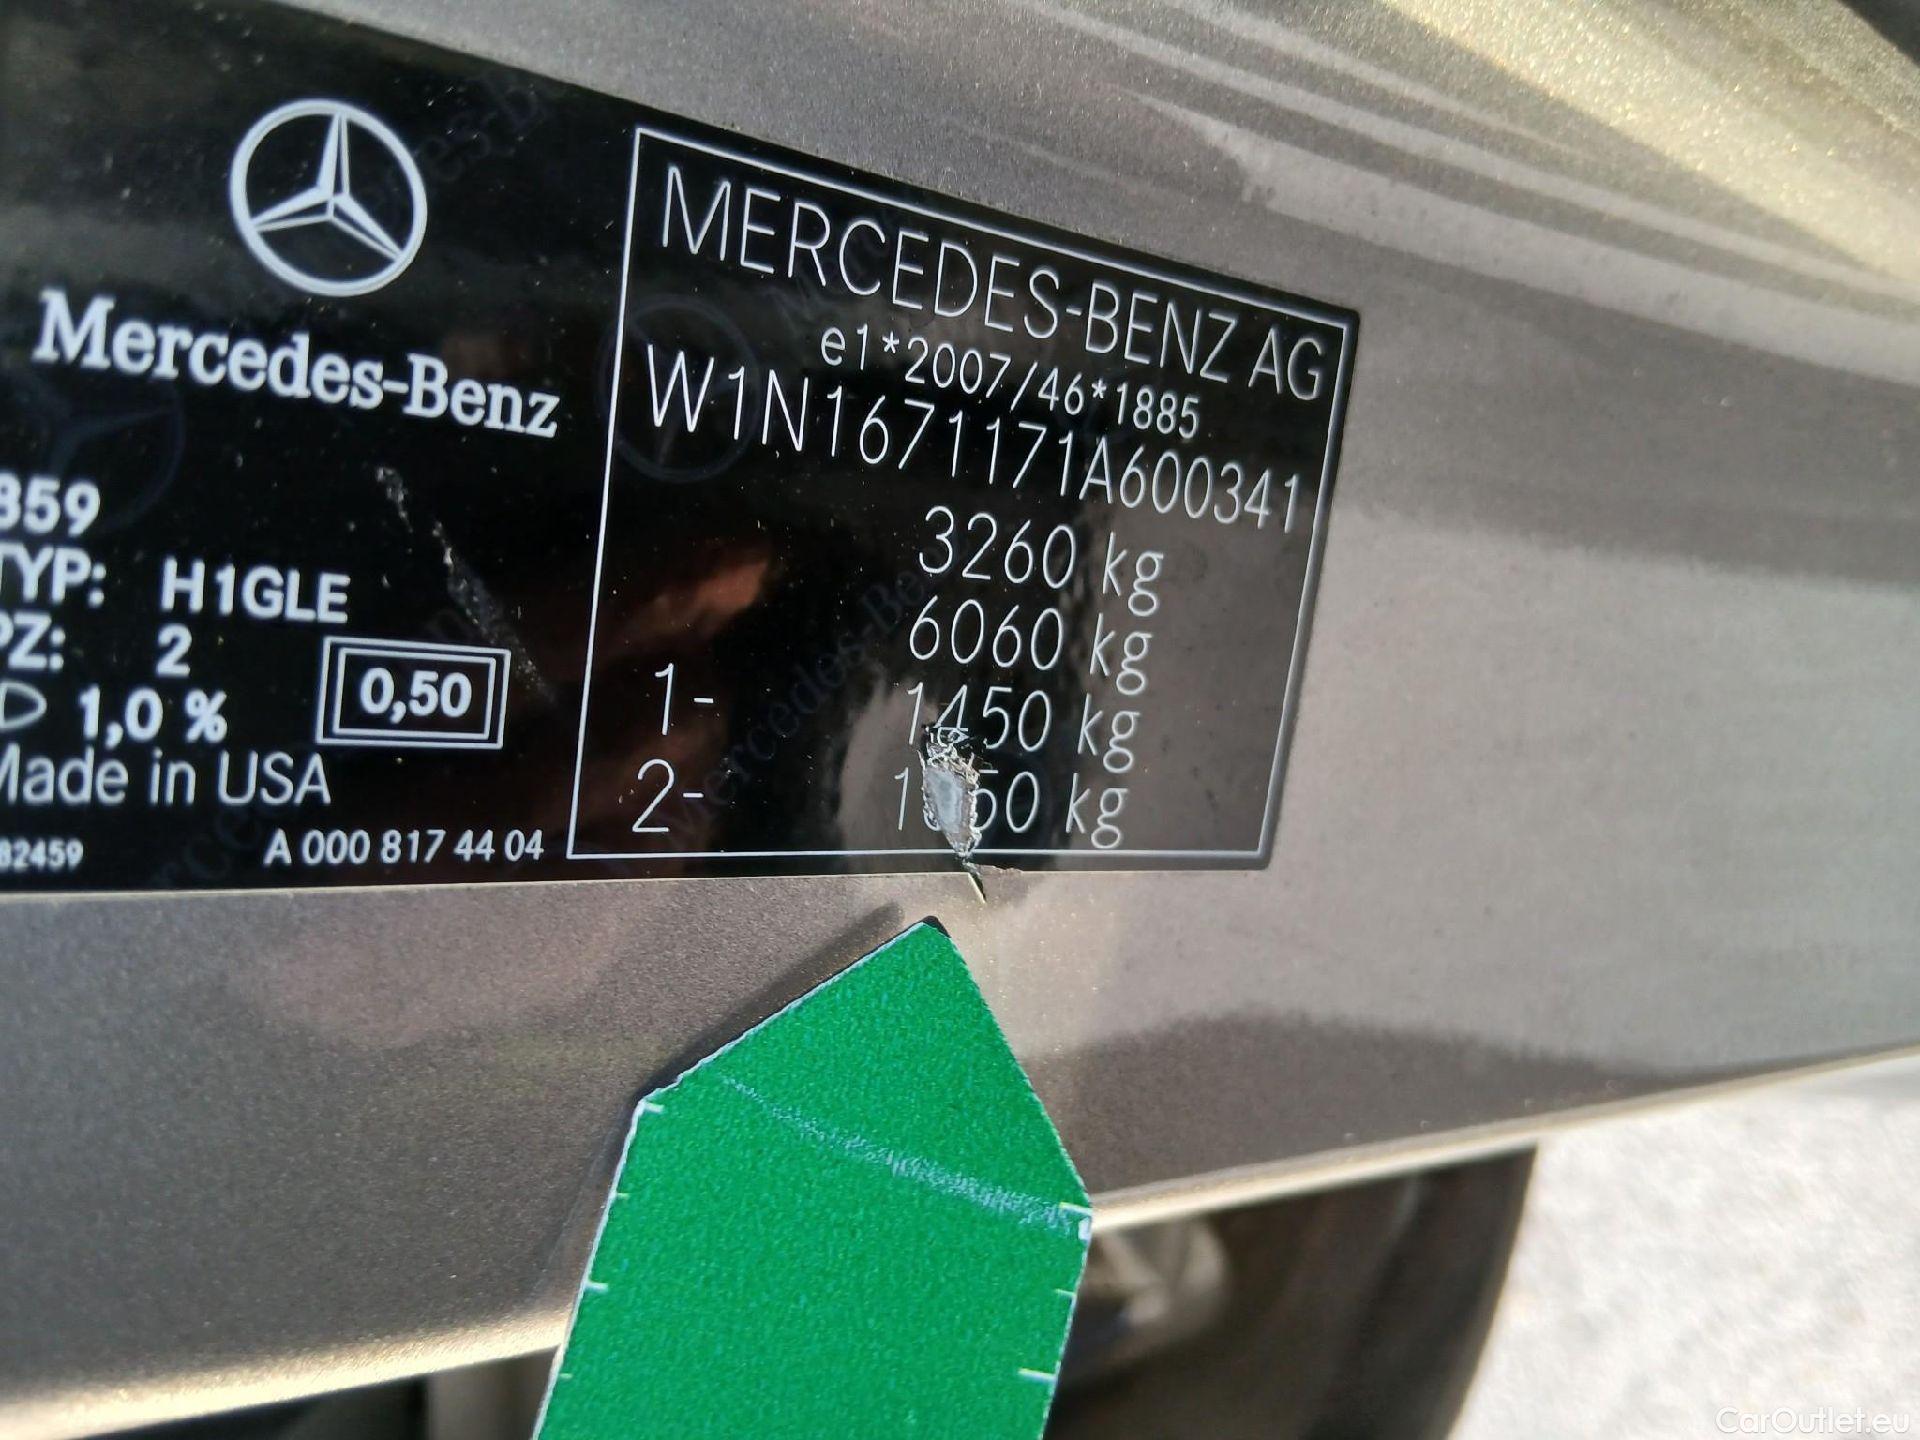 Mercedes-Benz
859
TYP: H1GLE
PZ: 2
1,0 %
0,50
Made in USA
82459
A 000 817 44 04
MERCEDES-BENZ AG
e1*2007/46*1885
W1N1671171A600341
3260 kg
6060 kg
1- 1450 kg
2- kg
CarOutlet.eu